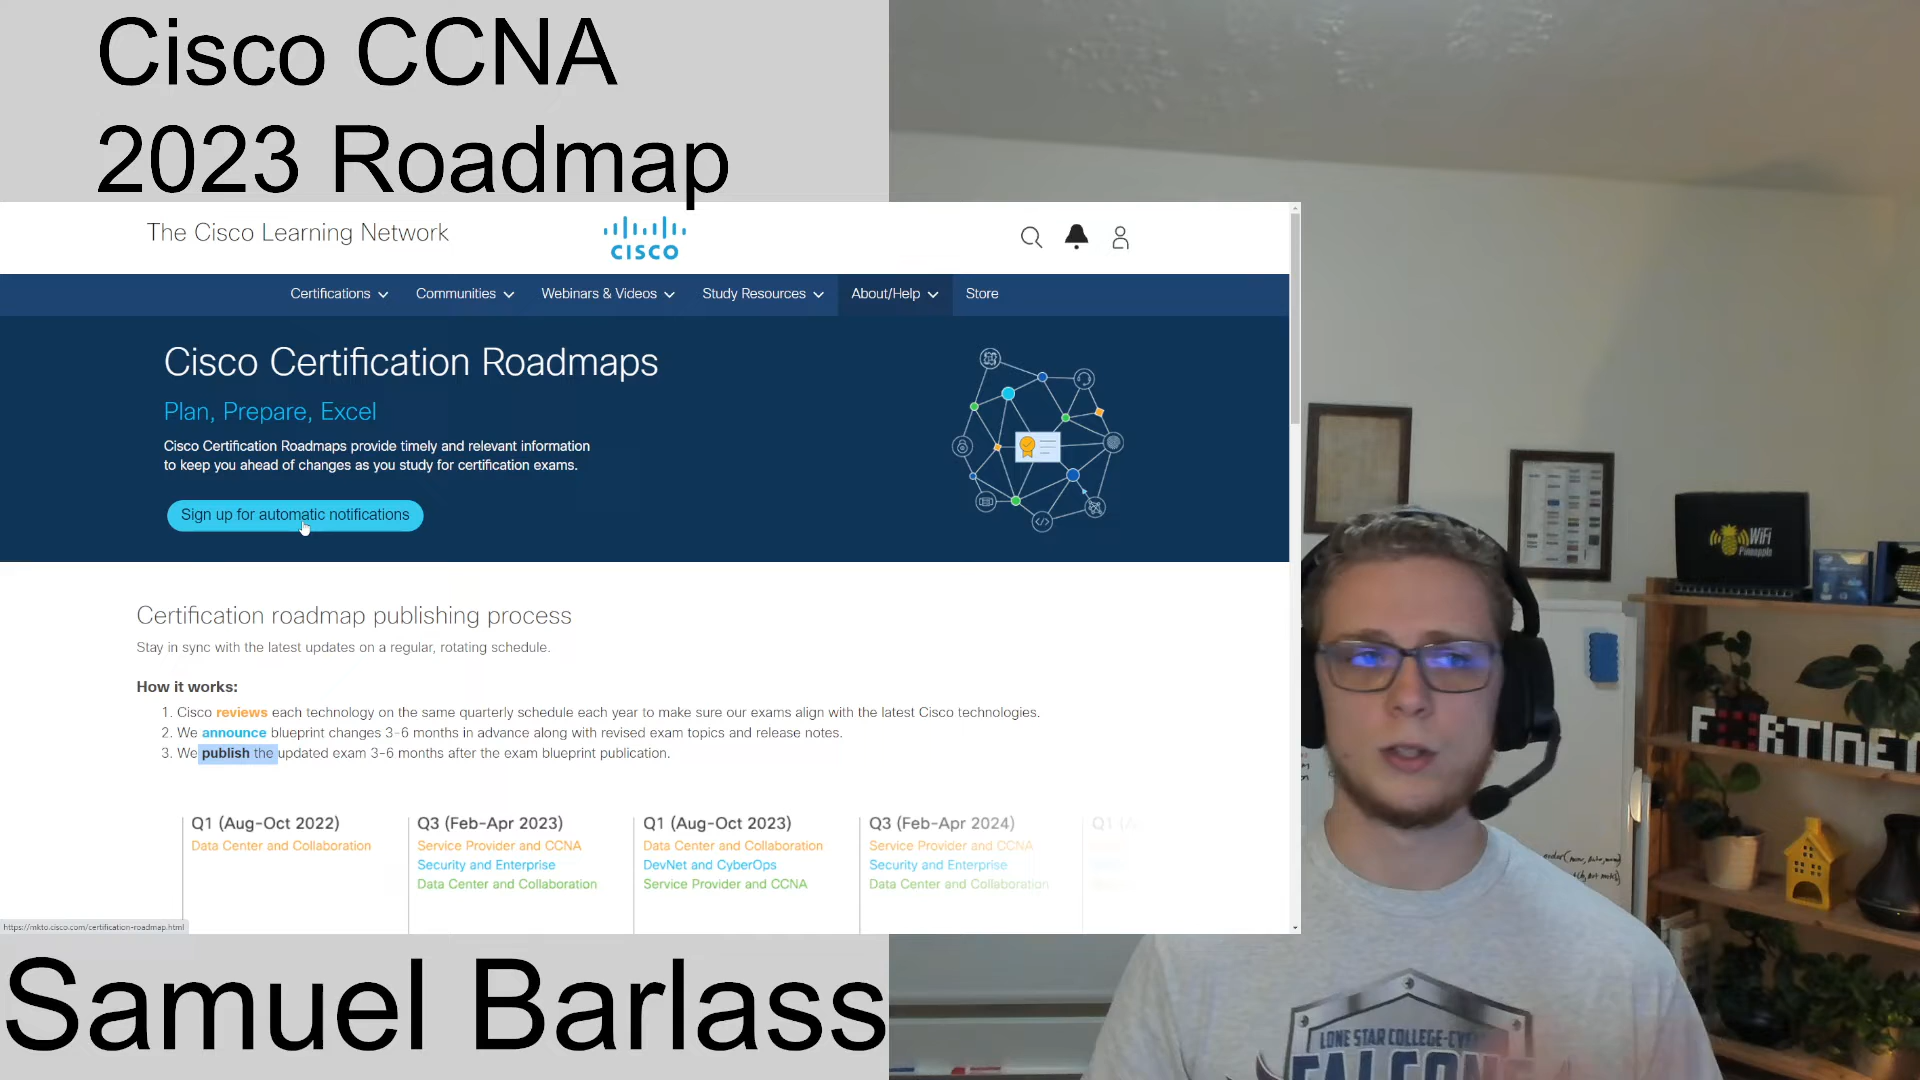 Cisco CCNA
2023 Roadmap
The Cisco Learning Network
CISCO
Certifications
Communities
Webinars & Videos
Study Resources
About/Help
Store
Cisco Certification Roadmaps
Plan, Prepare, Excel
Cisco Certification Roadmaps provide timely and relevant information
to keep you ahead of changes as you study for certification exams.
Sign up for automatic notifications
Certification roadmap publishing process
Stay in sync with the latest updates on a regular, rotating schedule.
How it works:
1. Cisco reviews each technology on the same quarterly schedule each year to make sure our exams align with the latest Cisco technologies.
2. We announce blueprint changes 3-6 months in advance along with revised exam topics and release notes.
3. We publish the updated exam 3-6 months after the exam blueprint publication.
Q1 (Aug-Oct 2022)
Data Center and Collaboration
Q3 (Feb-Apr 2023)
Service Provider and CCNA
Security and Enterprise
Data Center and Collaboration
Q1 (Aug-Oct 2023)
Data Center and Collaboration
DevNet and CyberOps
Service Provider and CCNA
Q3 (Feb-Apr 2024)
Service Provider and CCNA
Security and Enterprise
Data Center and Collaboration
Q1
https://mkto.cisco.com/certification-roadmap.html
Samuel Barlass
WiFi
Pineapple
FORTINET
LONE STAR COLLEGE-CY
FALCONS